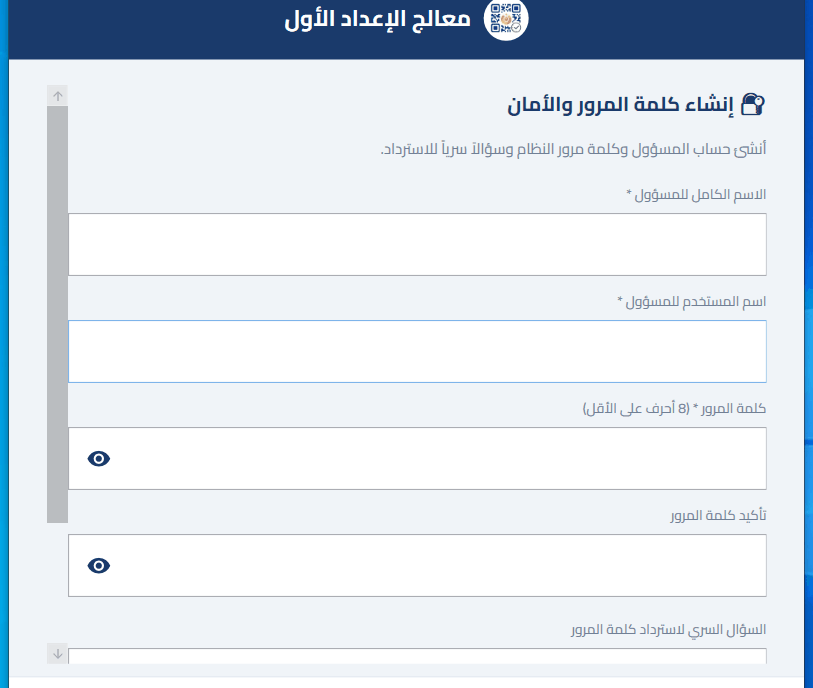 معالج الإعداد الأول
إنشاء كلمة المرور والأمان
أنشئ حساب المسؤول وكلمة مرور النظام وسؤالاً سرياً للاسترداد.
الاسم الكامل للمسؤول *
اسم المستخدم للمسؤول *
كلمة المرور * (8 أحرف على الأقل)
تأكيد كلمة المرور
السؤال السري لاسترداد كلمة المرور